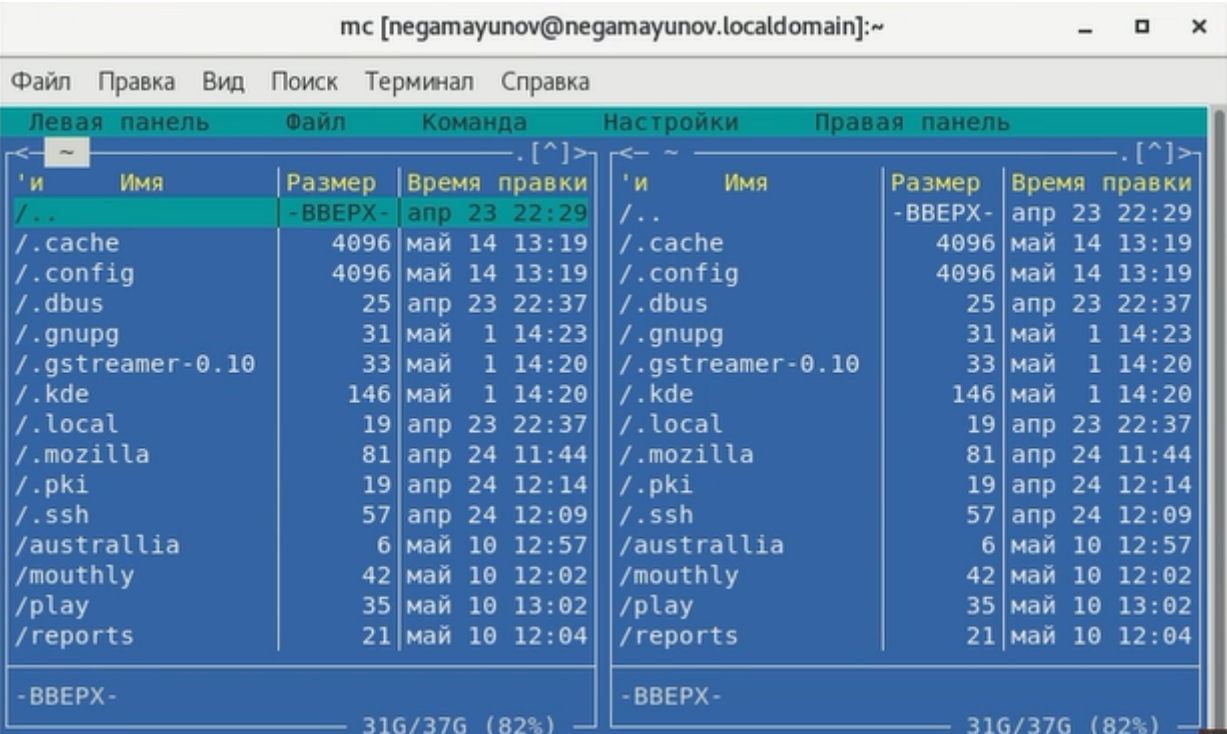 mc [negamayunov@negamayunov.localdomain]:~
Файл Правка Вид Поиск Терминал Справка
Левая панель Файл Команда Настройки Правая панель
<— ~ .[^]> <— ~ .[^]>
'и Имя Размер Время правки 'и Имя Размер Время правки
/.. -ВВЕРХ- апр 23 22:29 /.. -ВВЕРХ- апр 23 22:29
/.cache 4096 май 14 13:19 /.cache 4096 май 14 13:19
/.config 4096 май 14 13:19 /.config 4096 май 14 13:19
/.dbus 25 апр 23 22:37 /.dbus 25 апр 23 22:37
/.gnupg 31 май 1 14:23 /.gnupg 31 май 1 14:23
/.gstreamer-0.10 33 май 1 14:20 /.gstreamer-0.10 33 май 1 14:20
/.kde 146 май 1 14:20 /.kde 146 май 1 14:20
/.local 19 апр 23 22:37 /.local 19 апр 23 22:37
/.mozilla 81 апр 24 11:44 /.mozilla 81 апр 24 11:44
/.pki 19 апр 24 12:14 /.pki 19 апр 24 12:14
/.ssh 57 апр 24 12:09 /.ssh 57 апр 24 12:09
/australlia 6 май 10 12:57 /australlia 6 май 10 12:57
/mouthly 42 май 10 12:02 /mouthly 42 май 10 12:02
/play 35 май 10 13:02 /play 35 май 10 13:02
/reports 21 май 10 12:04 /reports 21 май 10 12:04
-ВВЕРХ- -ВВЕРХ-
31G/37G (82%) 31G/37G (82%)